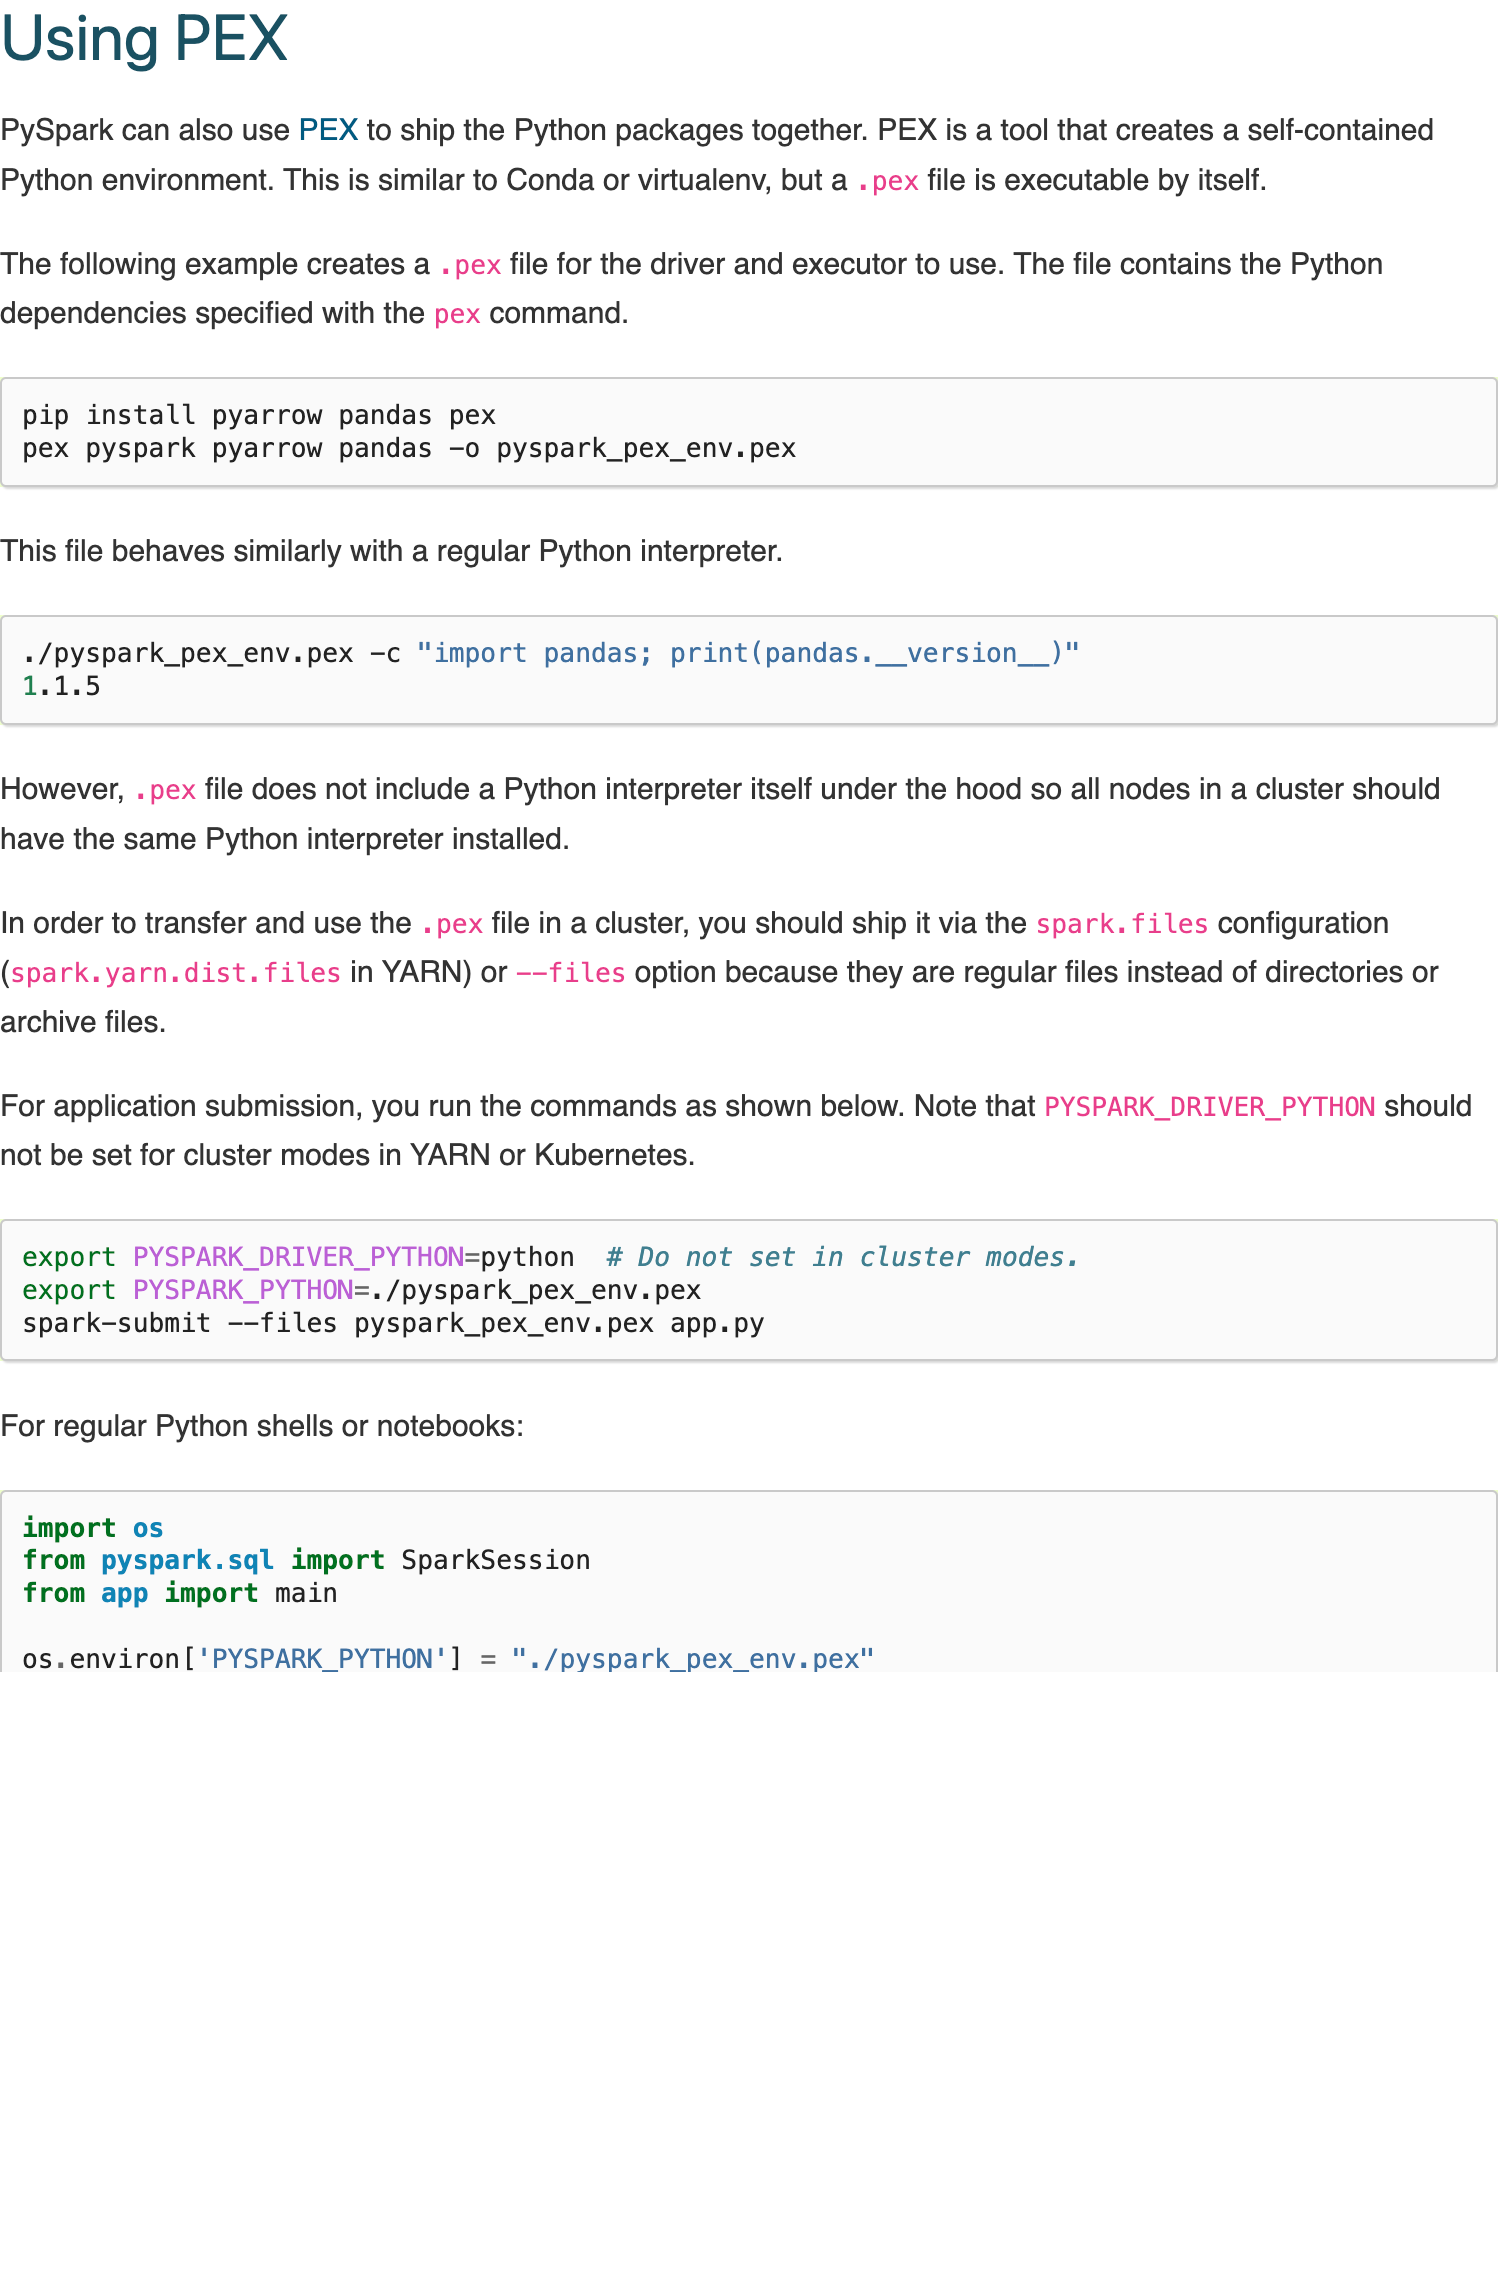 Using PEX
PySpark can also use PEX to ship the Python packages together. PEX is a tool that creates a self-contained
Python environment. This is similar to Conda or virtualenv, but a .pex file is executable by itself.
The following example creates a .pex file for the driver and executor to use. The file contains the Python
dependencies specified with the pex command.
pip install pyarrow pandas pex
pex pyspark pyarrow pandas -o pyspark_pex_env.pex
This file behaves similarly with a regular Python interpreter.
./pyspark_pex_env.pex -c "import pandas; print(pandas.__version__)"
1.1.5
However, .pex file does not include a Python interpreter itself under the hood so all nodes in a cluster should
have the same Python interpreter installed.
In order to transfer and use the .pex file in a cluster, you should ship it via the spark.files configuration
(spark.yarn.dist.files in YARN) or --files option because they are regular files instead of directories or
archive files.
For application submission, you run the commands as shown below. Note that PYSPARK_DRIVER_PYTHON should
not be set for cluster modes in YARN or Kubernetes.
export PYSPARK_DRIVER_PYTHON=python  # Do not set in cluster modes.
export PYSPARK_PYTHON=./pyspark_pex_env.pex
spark-submit --files pyspark_pex_env.pex app.py
For regular Python shells or notebooks:
import os
from pyspark.sql import SparkSession
from app import main
os.environ['PYSPARK_PYTHON'] = "./pyspark_pex_env.pex"